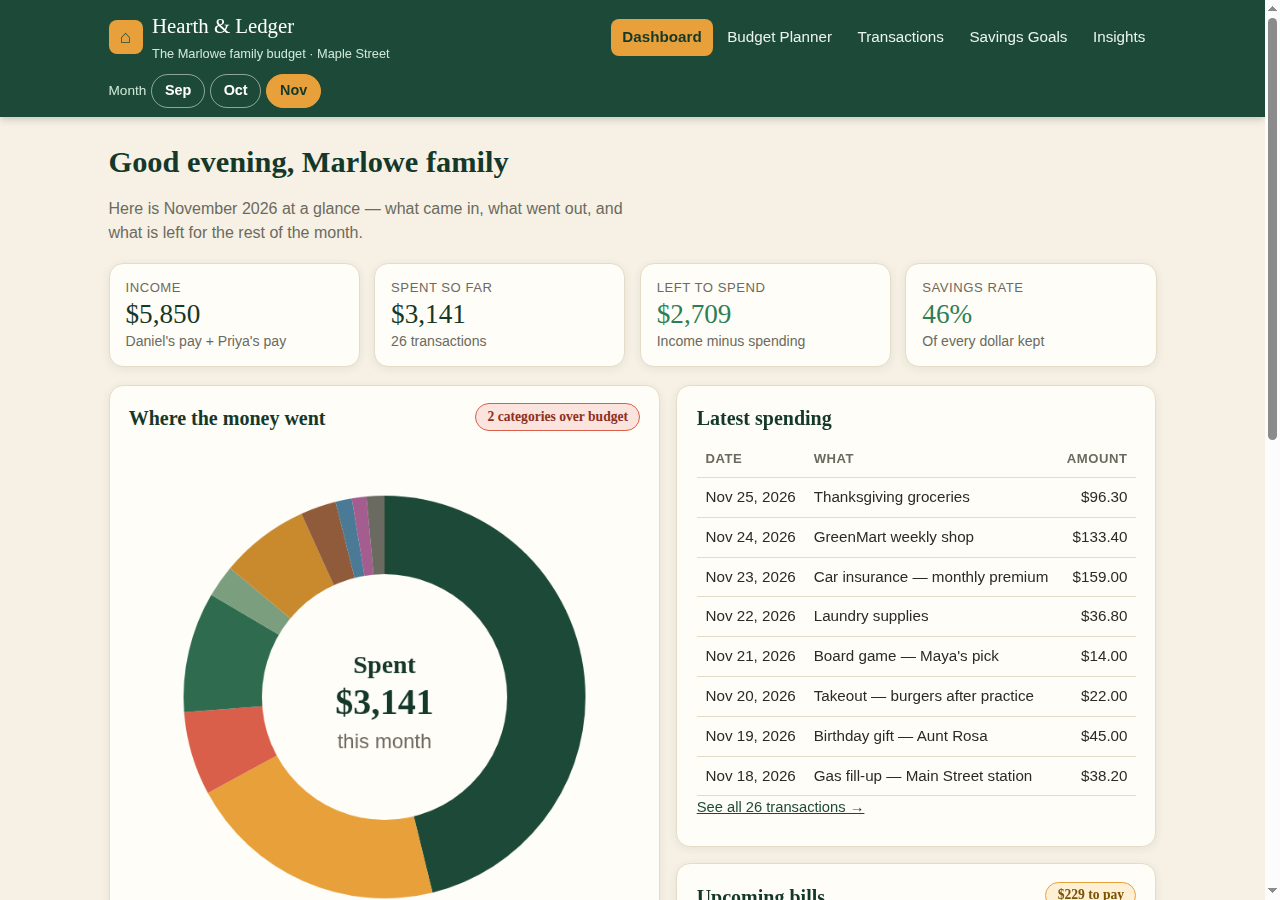 Hearth & Ledger
The Marlowe family budget · Maple Street
Dashboard Budget Planner Transactions Savings Goals Insights
Month Sep Oct Nov
Good evening, Marlowe family
Here is November 2026 at a glance — what came in, what went out, and
what is left for the rest of the month.
INCOME
$5,850
Daniel's pay + Priya's pay
SPENT SO FAR
$3,141
26 transactions
LEFT TO SPEND
$2,709
Income minus spending
SAVINGS RATE
46%
Of every dollar kept
Where the money went
2 categories over budget
Spent
$3,141
this month
Latest spending
DATE WHAT AMOUNT
Nov 25, 2026 Thanksgiving groceries $96.30
Nov 24, 2026 GreenMart weekly shop $133.40
Nov 23, 2026 Car insurance — monthly premium $159.00
Nov 22, 2026 Laundry supplies $36.80
Nov 21, 2026 Board game — Maya's pick $14.00
Nov 20, 2026 Takeout — burgers after practice $22.00
Nov 19, 2026 Birthday gift — Aunt Rosa $45.00
Nov 18, 2026 Gas fill-up — Main Street station $38.20
See all 26 transactions →
Upcoming bills
$229 to pay